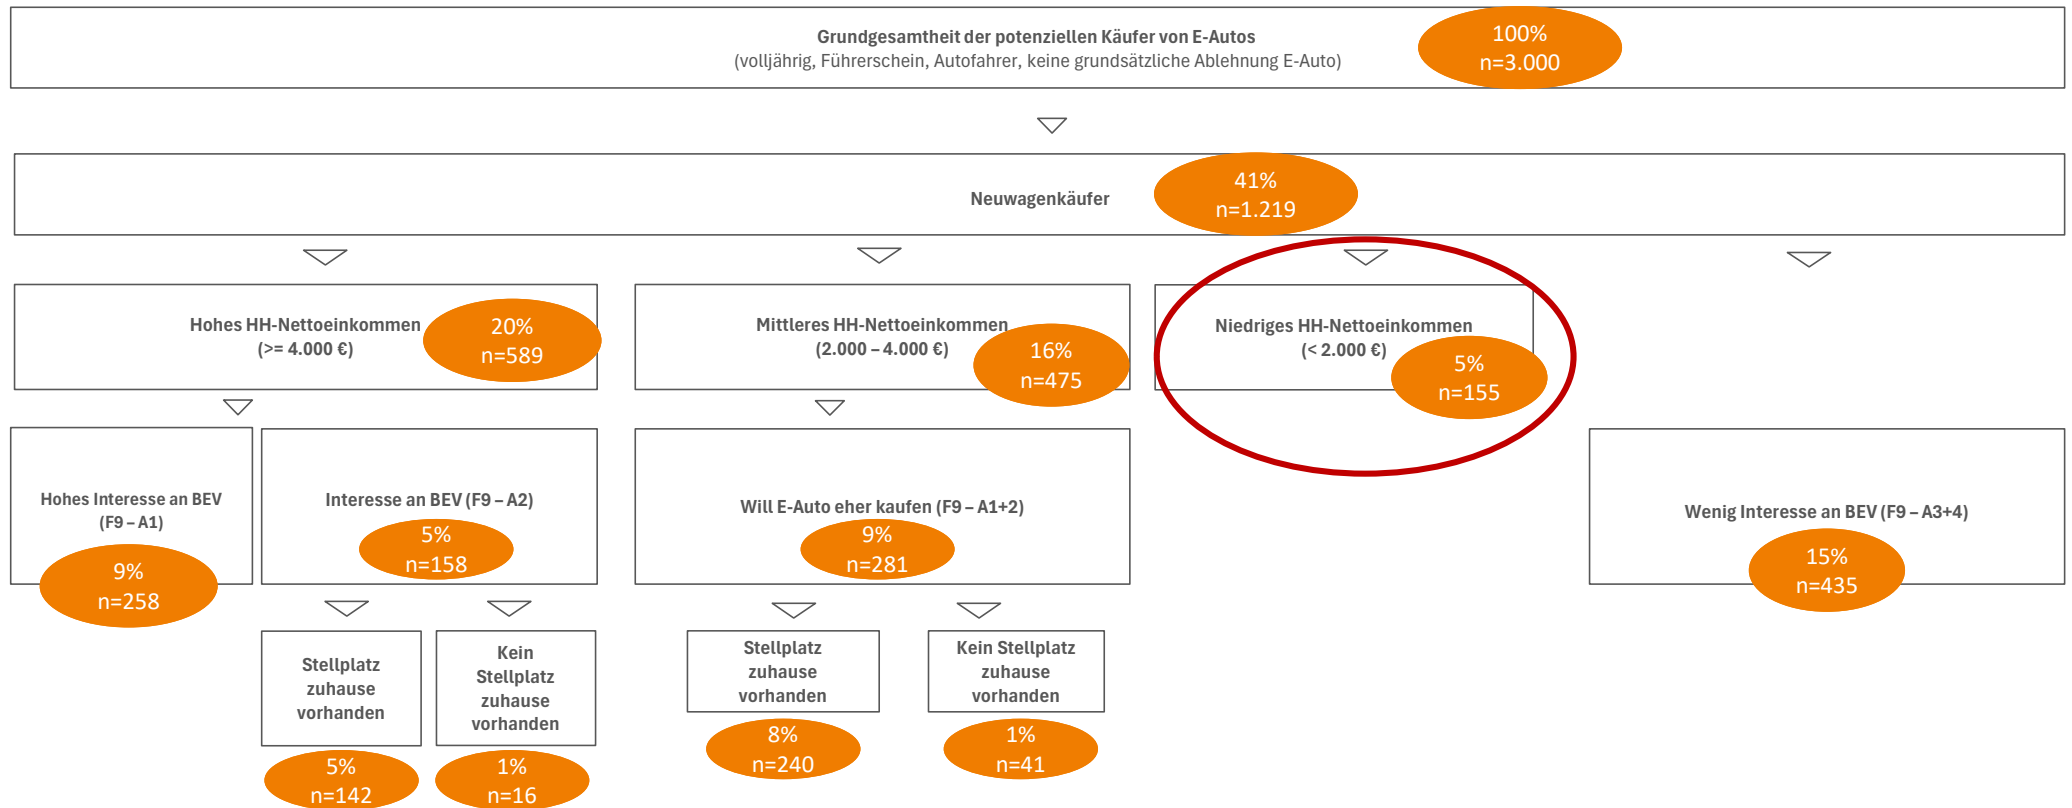 Grundgesamtheit der potenziellen Käufer von E-Autos
(volljährig, Führerschein, Autofahrer, keine grundsätzliche Ablehnung E-Auto)
100%
n=3.000
Neuwagenkäufer
41%
n=1.219
Hohes HH-Nettoeinkommen
(>= 4.000 €)
20%
n=589
Mittleres HH-Nettoeinkommen
(2.000 – 4.000 €)
16%
n=475
Niedriges HH-Nettoeinkommen
(< 2.000 €)
5%
n=155
Hohes Interesse an BEV
(F9 – A1)
9%
n=258
Interesse an BEV (F9 – A2)
5%
n=158
Will E-Auto eher kaufen (F9 – A1+2)
9%
n=281
Wenig Interesse an BEV (F9 – A3+4)
15%
n=435
Stellplatz
zuhause
vorhanden
5%
n=142
Kein
Stellplatz
zuhause
vorhanden
1%
n=16
Stellplatz
zuhause
vorhanden
8%
n=240
Kein Stellplatz
zuhause
vorhanden
1%
n=41